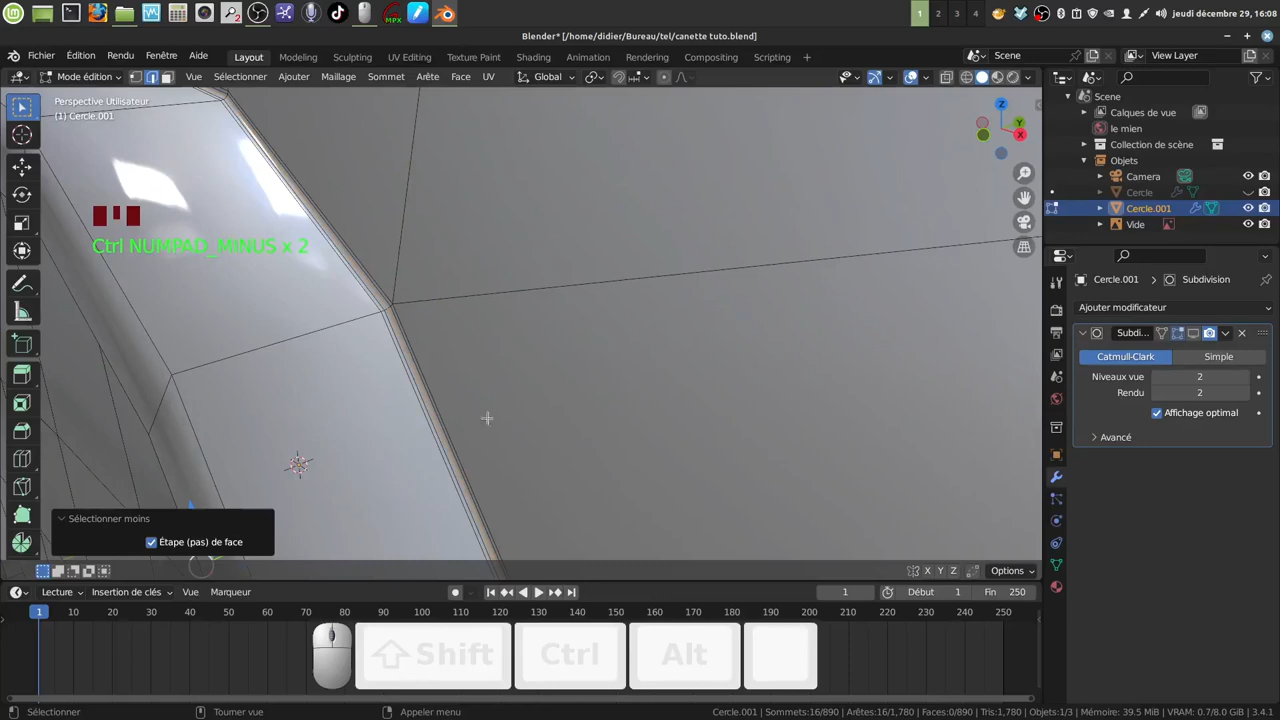 1 2 3 4 jeudi décembre 29, 16:08
Blender* [/home/didier/Bureau/tel/canette tuto.blend]
Fichier Édition Rendu Fenêtre Aide Layout Modeling Sculpting UV Editing Texture Paint Shading Animation Rendering Compositing Scripting + Scene View Layer
Mode édition Vue Sélectionner Ajouter Maillage Sommet Arête Face UV Global
Perspective Utilisateur
(1) Cercle.001
Ctrl NUMPAD_MINUS x 2
Z
Y
X
Scene
Calques de vue
le mien
Collection de scène
Objets
Camera
Cercle
Cercle.001
Vide
Cercle.001 > Subdivision
Ajouter modificateur
Subdi...
Catmull-Clark Simple
Niveaux vue 2
Rendu 2
Affichage optimal
Avancé
Sélectionner moins
Étape (pas) de face
X Y Z Options
Lecture Insertion de clés Vue Marqueur 1 Début 1 Fin 250
1 10 20 30 40 50 60 70 80 90 100 110 120 130 140 150 160 170 180 190 200 210 220 230 240 250
Shift Ctrl Alt
Sélectionner Tourner vue Appeler menu Cercle.001 | Sommets:16/890 | Arêtes:16/1,780 | Faces:0/890 | Tris:1,780 | Objets:1/3 | Mémoire: 39.5 MiB | VRAM: 0.7/8.0 GiB | 3.4.1